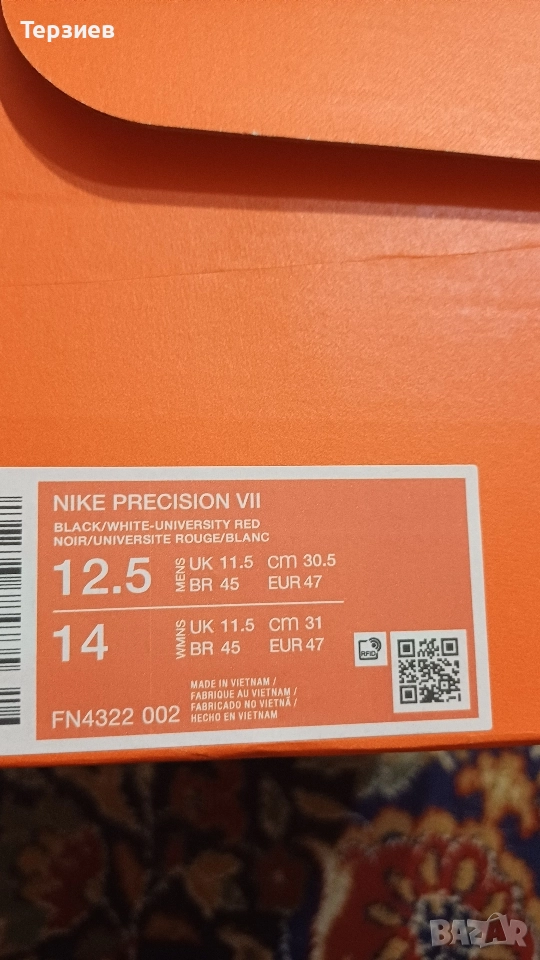 Терзиев
NIKE PRECISION VII
BLACK/WHITE-UNIVERSITY RED
NOIR/UNIVERSITE ROUGE/BLANC
12.5 MENS UK 11.5 CM 30.5
BR 45 EUR 47
14 WMNS UK 11.5 CM 31
BR 45 EUR 47
RFID
MADE IN VIETNAM /
FABRIQUE AU VIETNAM /
FABRICADO NO VIETNÃ /
HECHO EN VIETNAM
FN4322 002
BAZAR